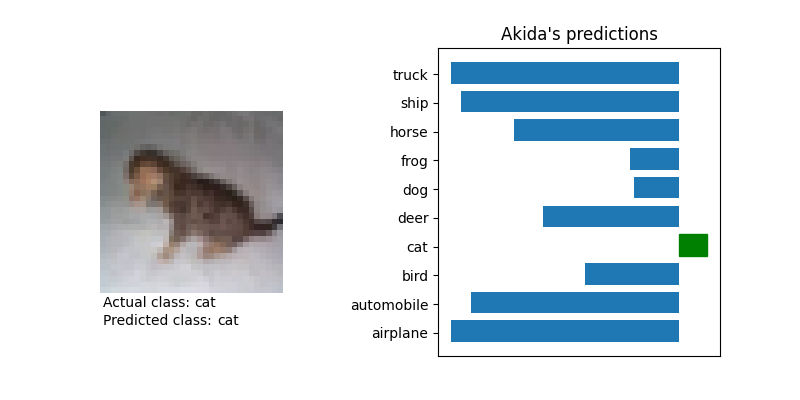 Akida's predictions
truck
ship
horse
frog
dog
deer
cat
bird
automobile
airplane
Actual class: cat
Predicted class: cat